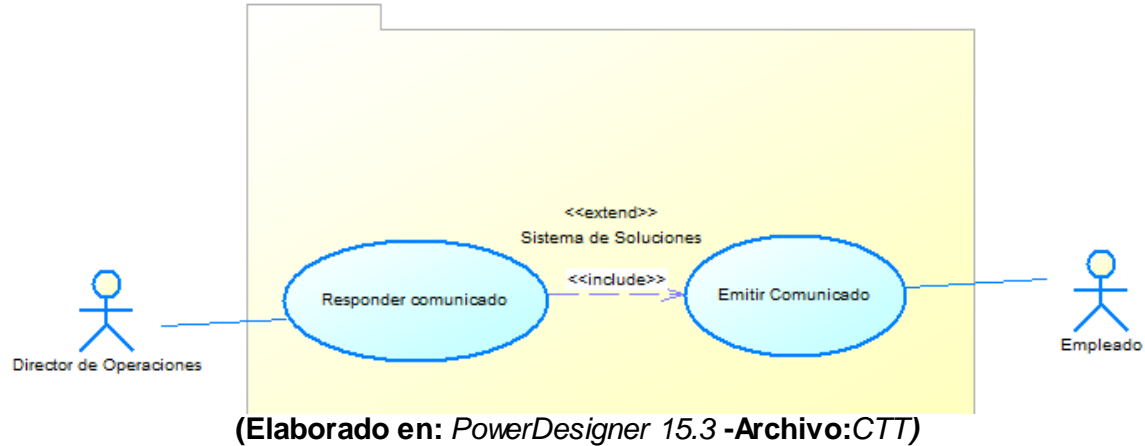 <<extend>>
Sistema de Soluciones
<<include>>
Responder comunicado
Emitir Comunicado
Director de Operaciones
Empleado
(Elaborado en: PowerDesigner 15.3 -Archivo:CTT)